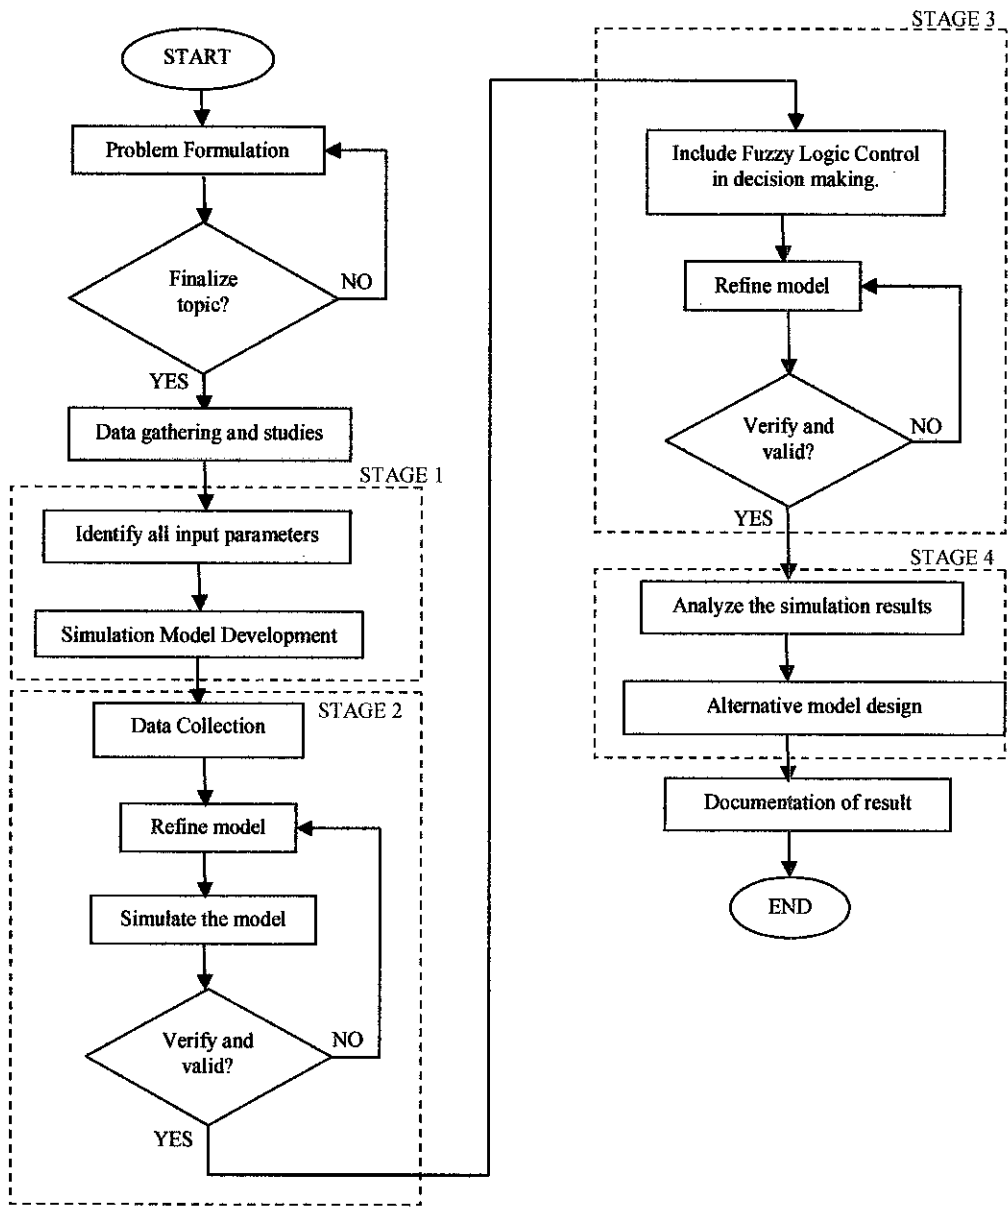 START
Problem Formulation
Finalize
topic?
NO
YES
Data gathering and studies
STAGE 1
Identify all input parameters
Simulation Model Development
STAGE 2
Data Collection
Refine model
Simulate the model
Verify and
valid?
NO
YES
STAGE 3
Include Fuzzy Logic Control
in decision making.
Refine model
Verify and
valid?
NO
YES
STAGE 4
Analyze the simulation results
Alternative model design
Documentation of result
END